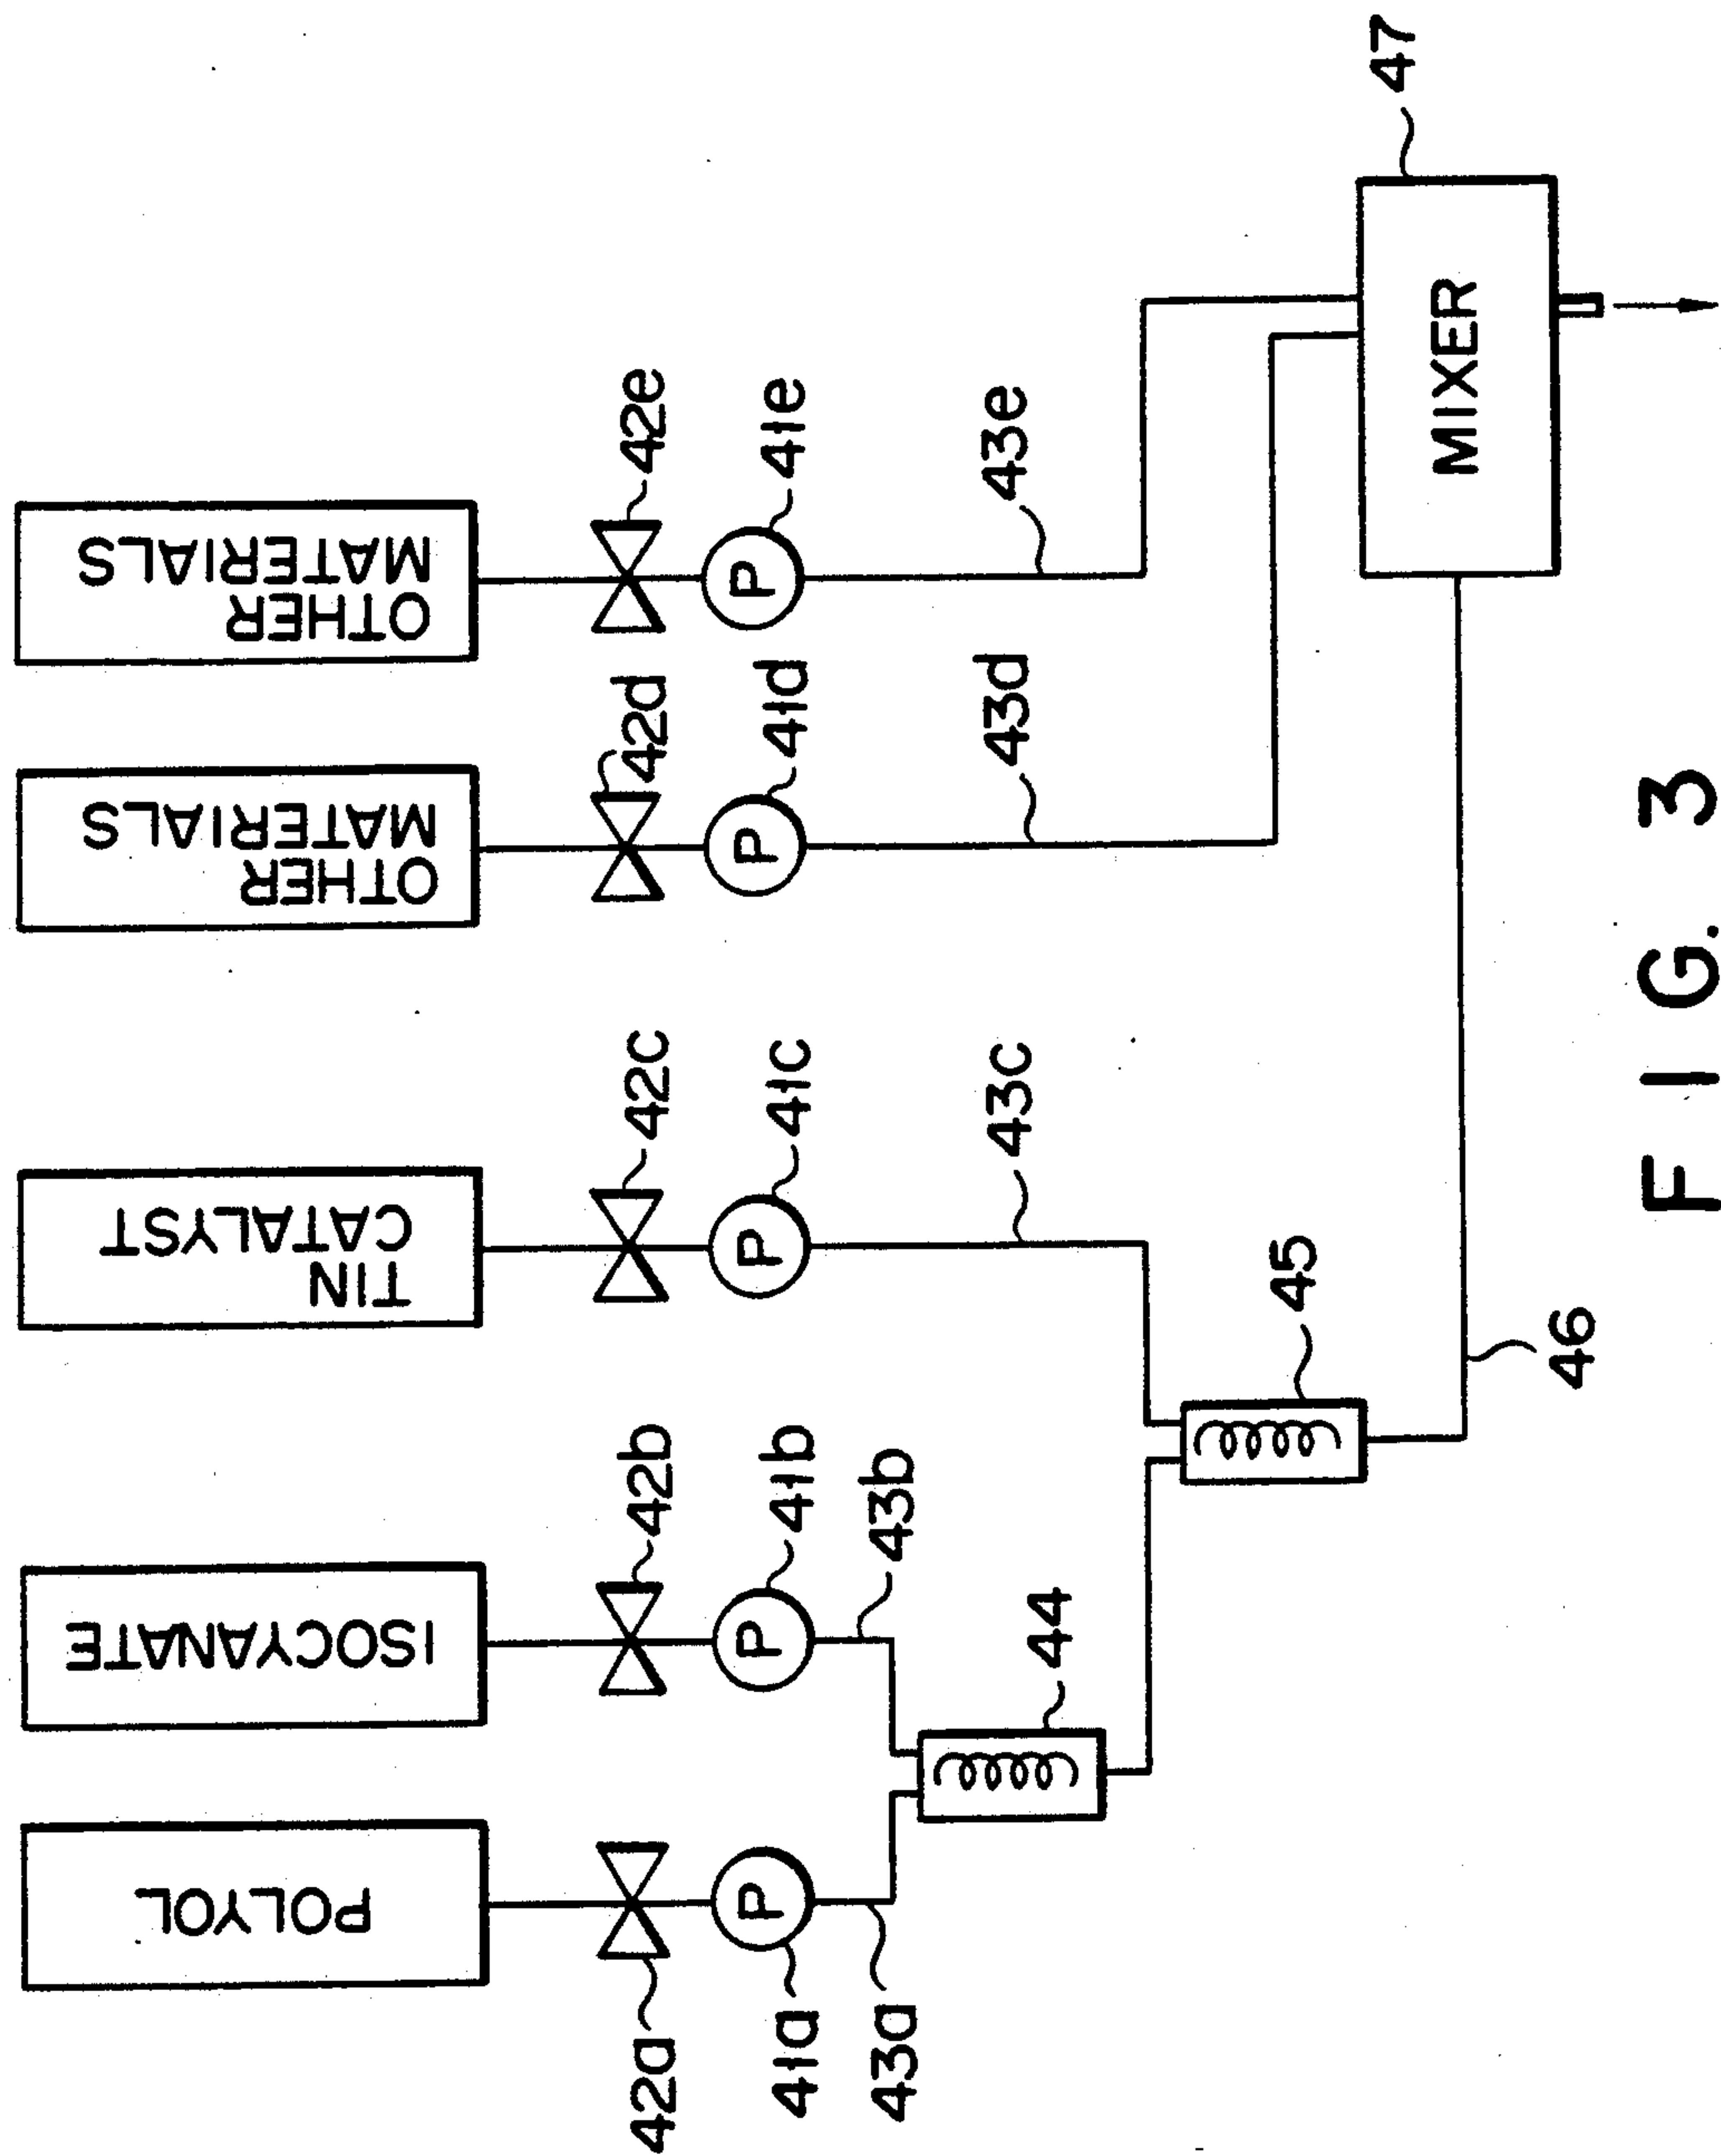 POLYOL
ISOCYANATE
TIN
CATALYST
OTHER
MATERIALS
OTHER
MATERIALS
42a
42b
42c
42d
42e
P
P
P
P
P
41a
41b
41c
41d
41e
43a
43b
43c
43d
43e
44
45
46
MIXER
47
FIG. 3